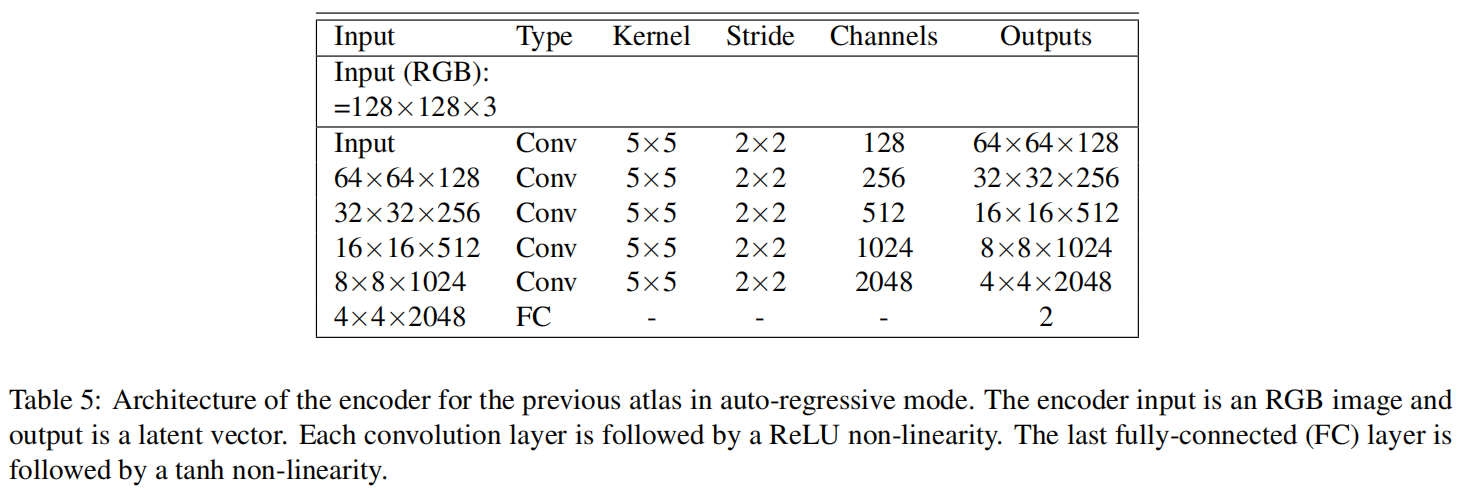 Input Type Kernel Stride Channels Outputs
Input (RGB):
=128×128×3
Input Conv 5×5 2×2 128 64×64×128
64×64×128 Conv 5×5 2×2 256 32×32×256
32×32×256 Conv 5×5 2×2 512 16×16×512
16×16×512 Conv 5×5 2×2 1024 8×8×1024
8×8×1024 Conv 5×5 2×2 2048 4×4×2048
4×4×2048 FC - - - 2
Table 5: Architecture of the encoder for the previous atlas in auto-regressive mode. The encoder input is an RGB image and
output is a latent vector. Each convolution layer is followed by a ReLU non-linearity. The last fully-connected (FC) layer is
followed by a tanh non-linearity.